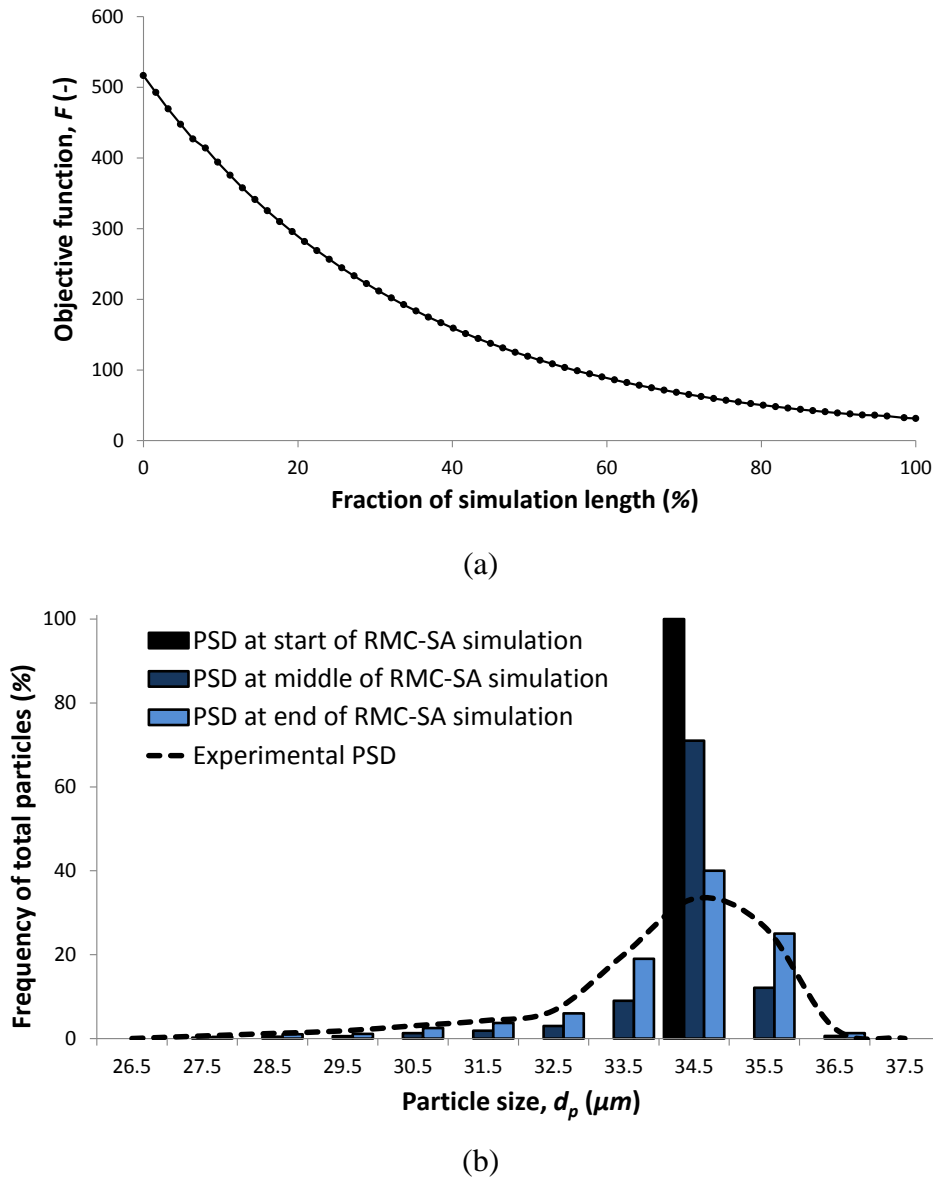 600
500
400
300
200
100
0
Objective function, F (-)
0 20 40 60 80 100
Fraction of simulation length (%)
(a)
100
80
60
40
20
0
Frequency of total particles (%)
PSD at start of RMC-SA simulation
PSD at middle of RMC-SA simulation
PSD at end of RMC-SA simulation
Experimental PSD
26.5 27.5 28.5 29.5 30.5 31.5 32.5 33.5 34.5 35.5 36.5 37.5
Particle size, dp (μm)
(b)